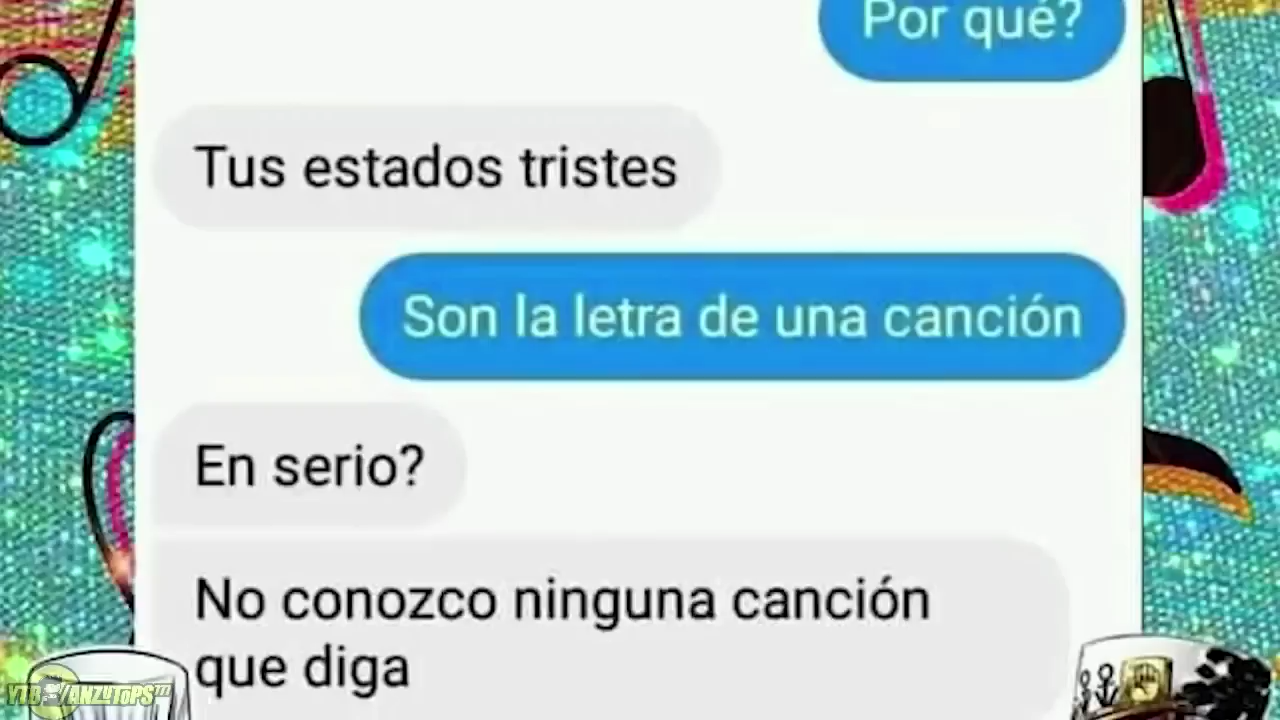 Por qué?
Tus estados tristes
Son la letra de una canción
En serio?
No conozco ninguna canción
que diga